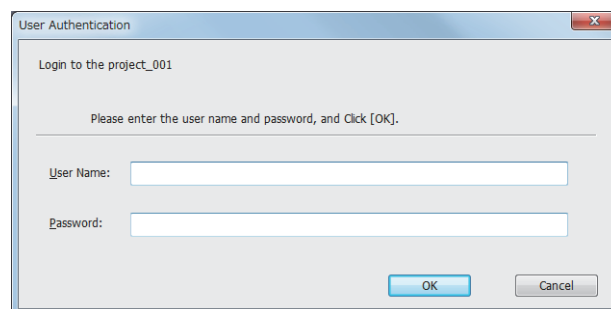 User Authentication
Login to the project_001
Please enter the user name and password, and Click [OK].
User Name:
Password:
OK Cancel